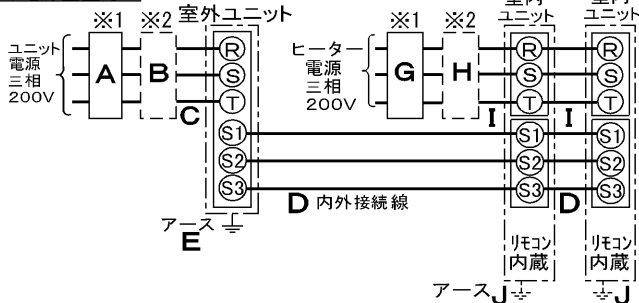 ※1
※2
室外ユニット
ユニット
電源
三相
200V
A
B
C
R
S
T
S1
S2
S3
アース
E
D 内外接続線
※1
※2
ヒーター
電源
三相
200V
G
H
I
室内
ユニット
R
S
T
S1
S2
S3
リモコン
内蔵
アース J
I
D
室内
ユニット
R
S
T
S1
S2
S3
リモコン
内蔵
J